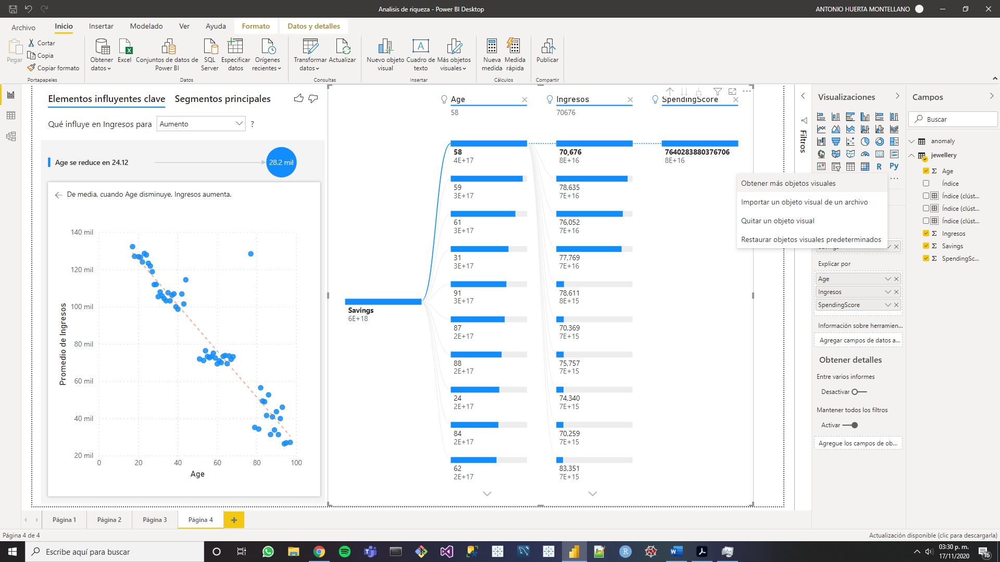 Analisis de riqueza - Power BI Desktop
ANTONIO HUERTA MONTELLANO
Archivo
Inicio
Insertar
Modelado
Ver
Ayuda
Formato
Datos y detalles
Pegar
Cortar
Copia
Copiar formato
Portapapeles
Obtener datos
Excel
Conjuntos de datos de Power BI
SQL Server
Especificar datos
Orígenes recientes
Datos
Transformar datos
Actualizar
Consultas
Nuevo objeto visual
Cuadro de texto
Más objetos visuales
Insertar
Nueva medida
Medida rápida
Cálculos
Publicar
Compartir
Elementos influyentes clave
Segmentos principales
Qué influye en Ingresos para
Aumento
?
Age se reduce en 24.12
28.2 mil
De media, cuando Age disminuye, Ingresos aumenta.
Promedio de Ingresos
140 mil
120 mil
100 mil
80 mil
60 mil
40 mil
20 mil
0
20
40
60
80
100
Age
Savings
6E+18
Age
58
58
4E+17
59
3E+17
61
3E+17
31
3E+17
91
3E+17
87
2E+17
88
2E+17
24
2E+17
84
2E+17
62
2E+17
Ingresos
70676
70,676
8E+16
78,635
7E+16
76,052
7E+16
77,769
7E+16
78,611
8E+15
70,369
7E+15
75,757
7E+15
74,340
7E+15
70,259
7E+15
83,351
7E+15
SpendingScore
7640283880376706
8E+16
Filtros
Visualizaciones
R
Py
Obtener más objetos visuales
Importar un objeto visual de un archivo
Quitar un objeto visual
Restaurar objetos visuales predeterminados
Savings
Explicar por
Age
Ingresos
SpendingScore
Información sobre herramien...
Agregar campos de datos a...
Obtener detalles
Entre varios informes
Desactivar
Mantener todos los filtros
Activar
Agregue los campos de ob...
Campos
Buscar
anomaly
jewellery
Age
Índice
Índice (clúst...
Índice (clúst...
Índice (clúst...
Ingresos
Savings
SpendingSc...
Página 1
Página 2
Página 3
Página 4
Página 4 de 4
Actualización disponible (clic para descargarla)
Escribe aquí para buscar
03:30 p. m.
17/11/2020
16